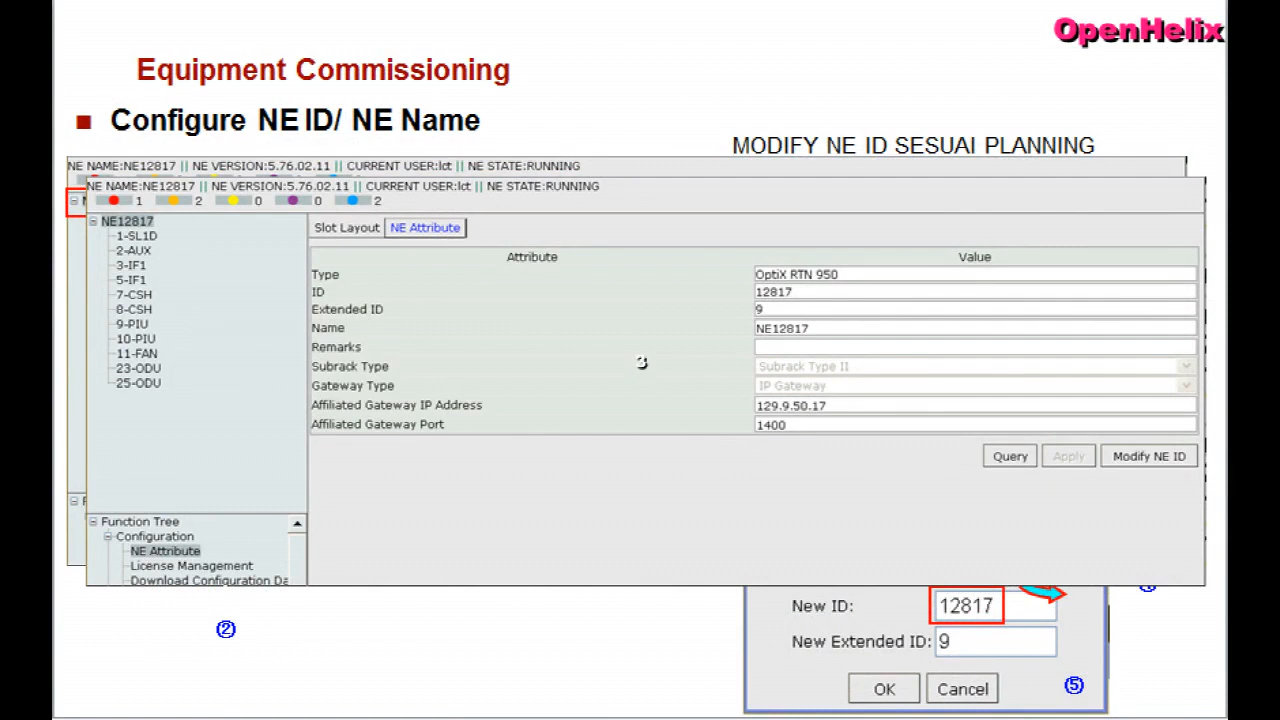 OpenHelix
Equipment Commissioning
Configure NE ID/ NE Name
MODIFY NE ID SESUAI PLANNING
NE NAME:NE12817 || NE VERSION:5.76.02.11 || CURRENT USER:lct || NE STATE:RUNNING
NE NAME:NE12817 || NE VERSION:5.76.02.11 || CURRENT USER:lct || NE STATE:RUNNING
1 2 0 0 2
NE12817
1-SL1D
2-AUX
3-IF1
5-IF1
7-CSH
8-CSH
9-PIU
10-PIU
11-FAN
23-ODU
25-ODU
Slot Layout NE Attribute
Attribute Value
Type OptiX RTN 950
ID 12817
Extended ID 9
Name NE12817
Remarks
3
Subrack Type Subrack Type II
Gateway Type IP Gateway
Affiliated Gateway IP Address 129.9.50.17
Affiliated Gateway Port 1400
Query Apply Modify NE ID
Function Tree
Configuration
NE Attribute
License Management
Download Configuration Da
New ID: 12817
②
New Extended ID: 9
OK Cancel ⑤